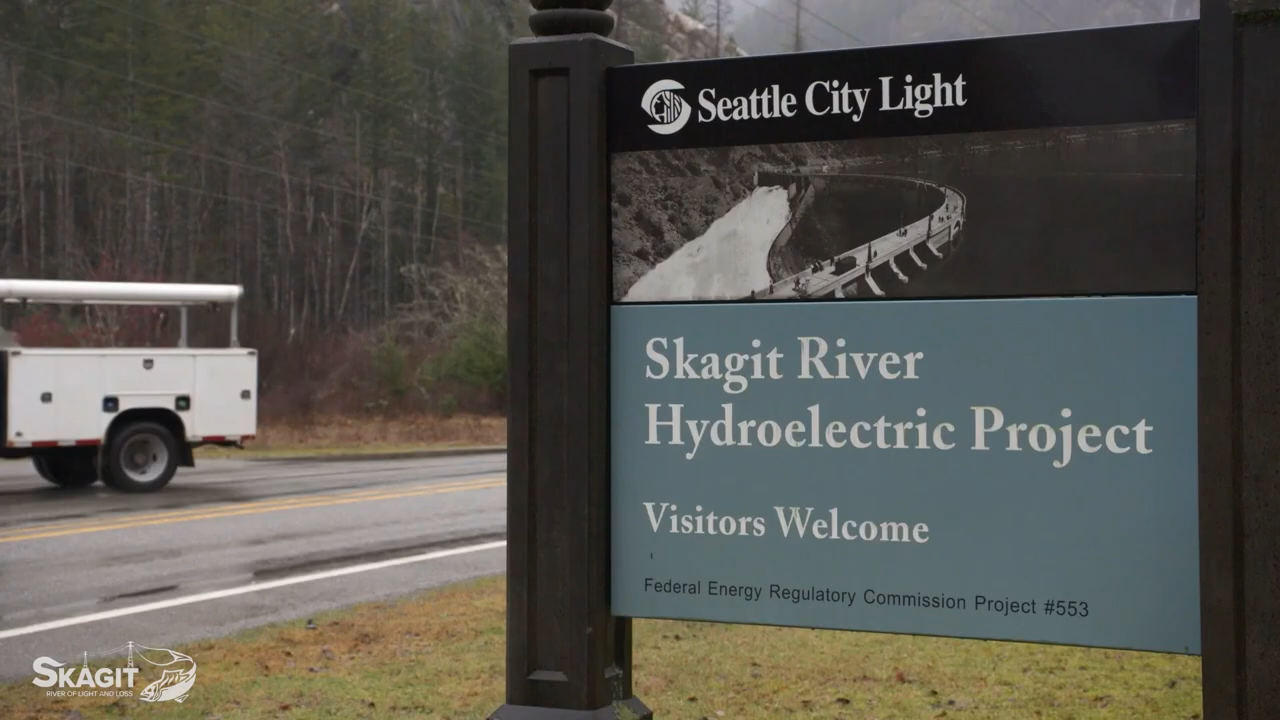 Seattle City Light
Skagit River
Hydroelectric Project
Visitors Welcome
Federal Energy Regulatory Commission Project #553
SKAGIT
RIVER OF LIGHT AND LOSS